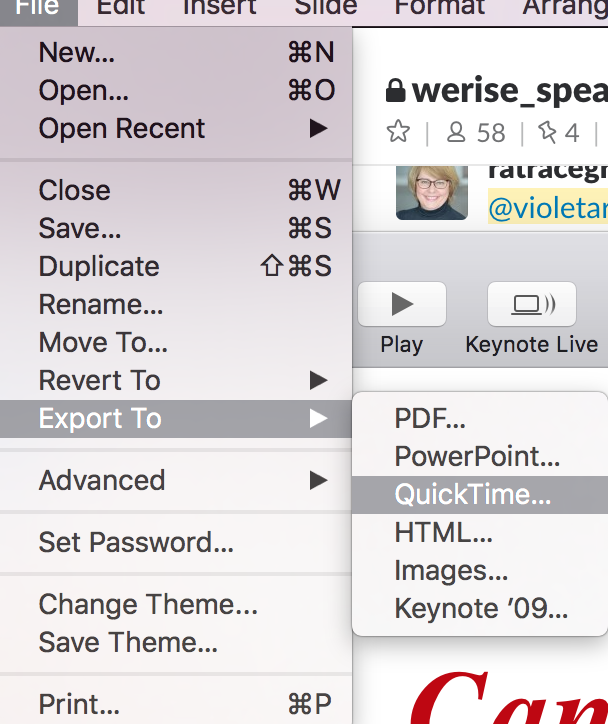 File Edit Insert Slide Format Arrang
New... ⌘N
Open... ⌘O
Open Recent ▶
Close ⌘W
Save... ⌘S
Duplicate ⇧⌘S
Rename...
Move To...
Revert To ▶
Export To ▶
Advanced ▶
Set Password...
Change Theme...
Save Theme...
Print... ⌘P
werise_spea
58 | 4
ratracegr
@violetar
Play Keynote Live
PDF...
PowerPoint...
QuickTime...
HTML...
Images...
Keynote ’09...
Can